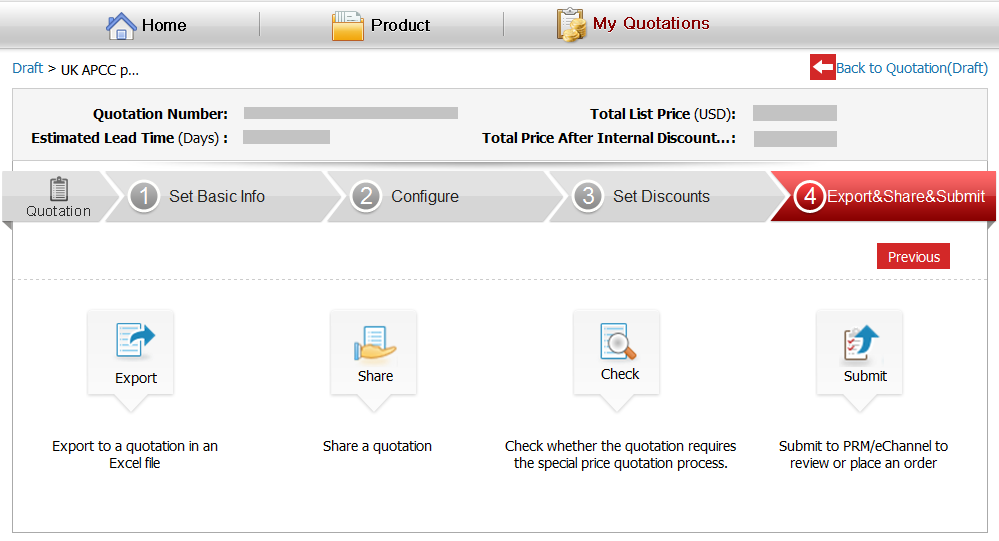 Home
Product
My Quotations
Draft > UK APCC p...
Back to Quotation(Draft)
Quotation Number:
Total List Price (USD):
Estimated Lead Time (Days) :
Total Price After Internal Discount...:
Quotation
1 Set Basic Info
2 Configure
3 Set Discounts
4 Export&Share&Submit
Previous
Export
Share
Check
Submit
Export to a quotation in an
Excel file
Share a quotation
Check whether the quotation requires
the special price quotation process.
Submit to PRM/eChannel to
review or place an order